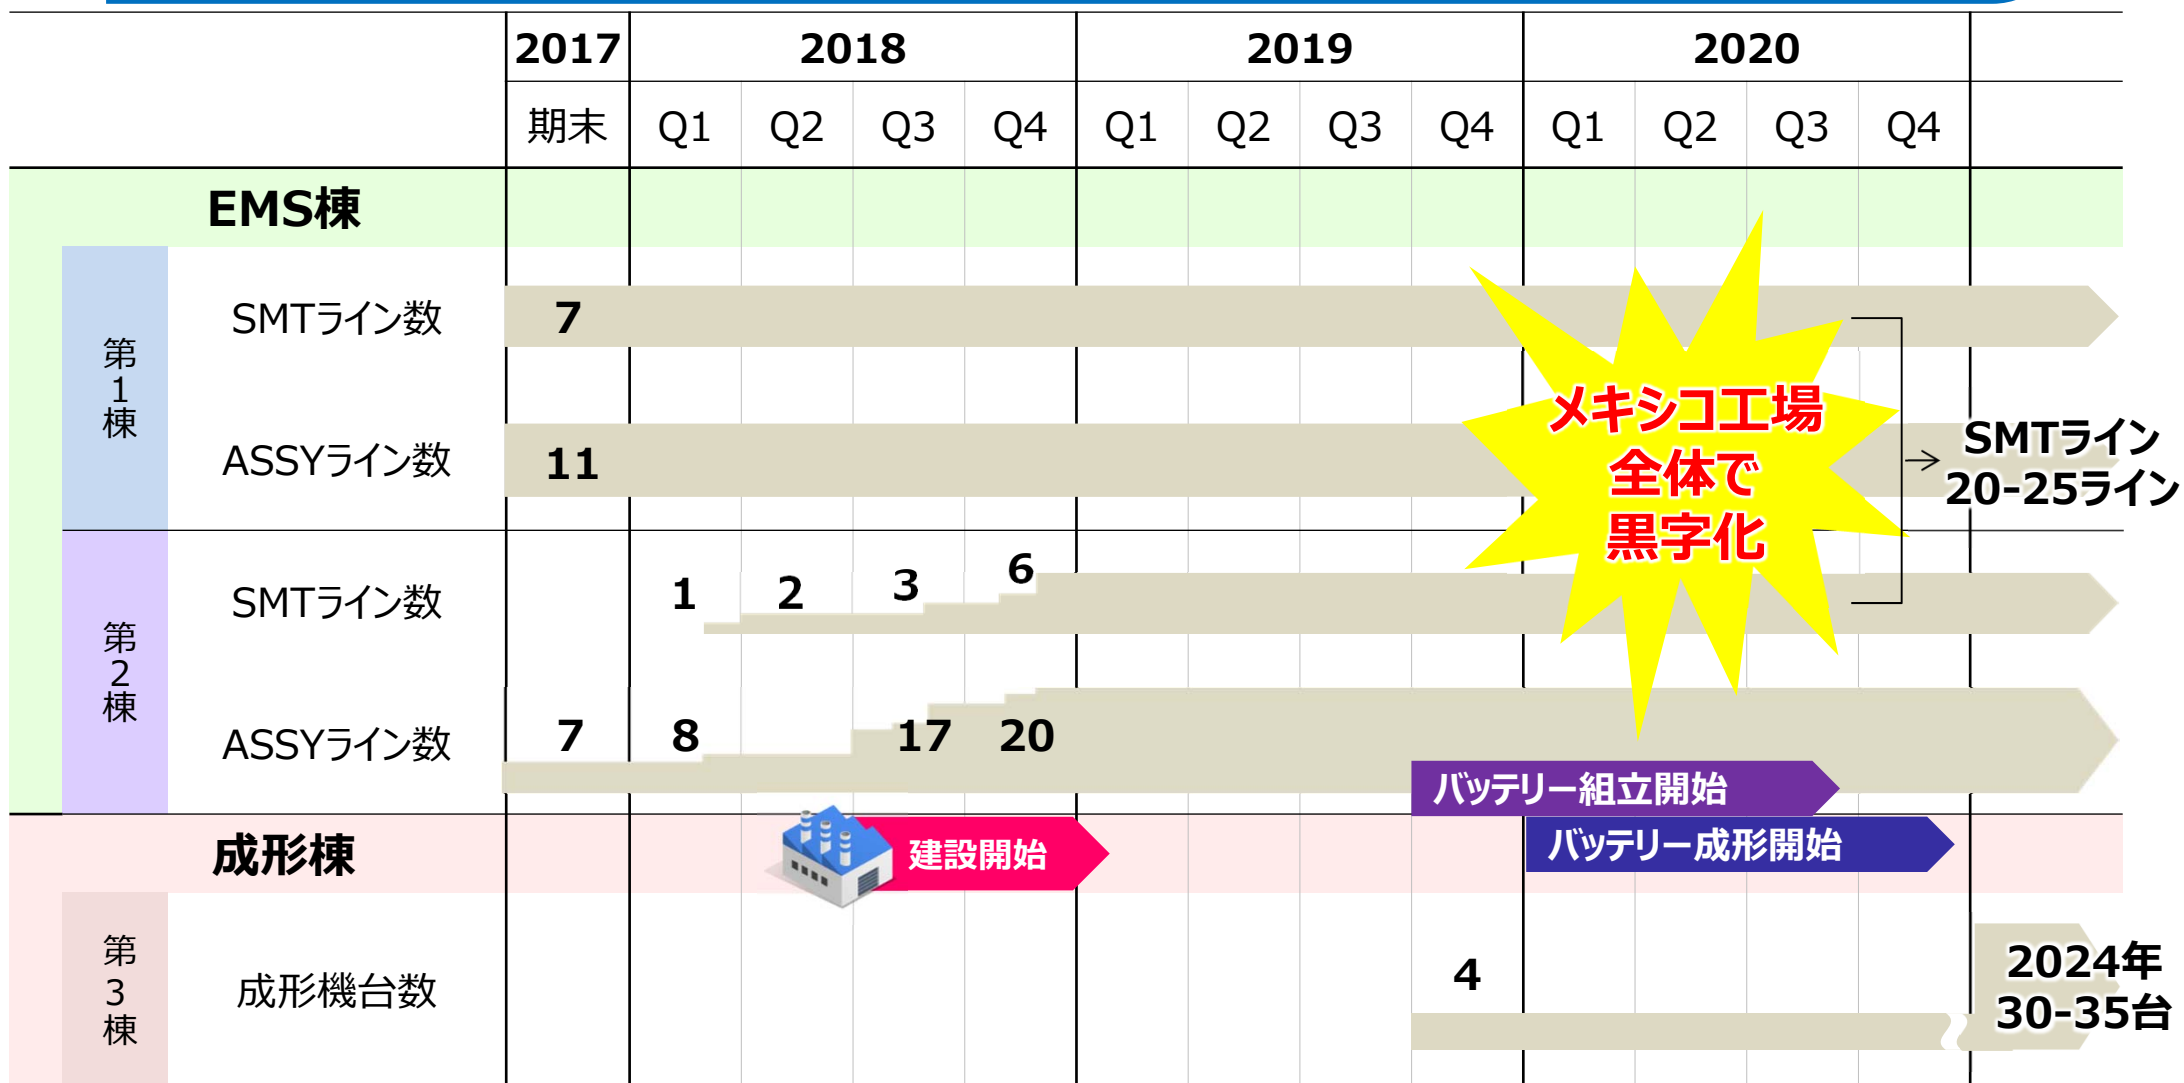 2017 2018 2019 2020
期末 Q1 Q2 Q3 Q4 Q1 Q2 Q3 Q4 Q1 Q2 Q3 Q4
EMS棟
第1棟
SMTライン数 7
ASSYライン数 11
メキシコ工場
全体で
黒字化
→ SMTライン
20-25ライン
第2棟
SMTライン数 1 2 3 6
ASSYライン数 7 8 17 20
バッテリー組立開始
成形棟
建設開始
バッテリー成形開始
第3棟
成形機台数 4
2024年
30-35台